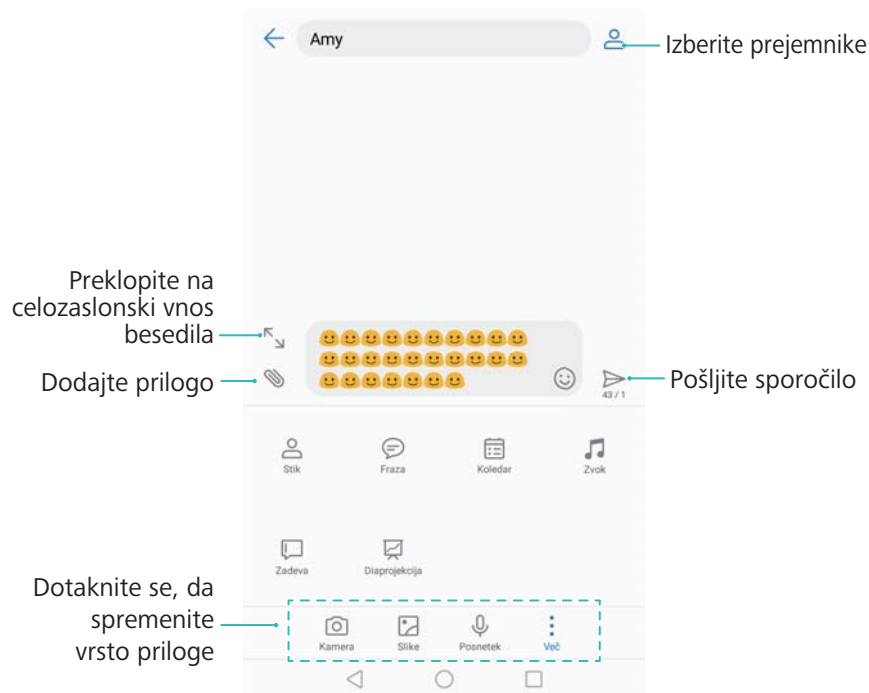 Amy
Izberite prejemnike
Preklopite na
celozaslonski vnos
besedila
Dodajte prilogo
Pošljite sporočilo
43 / 1
Stik
Fraza
Koledar
Zvok
Zadeva
Diaprojekcija
Dotaknite se, da
spremenite
vrsto priloge
Kamera
Slike
Posnetek
Več